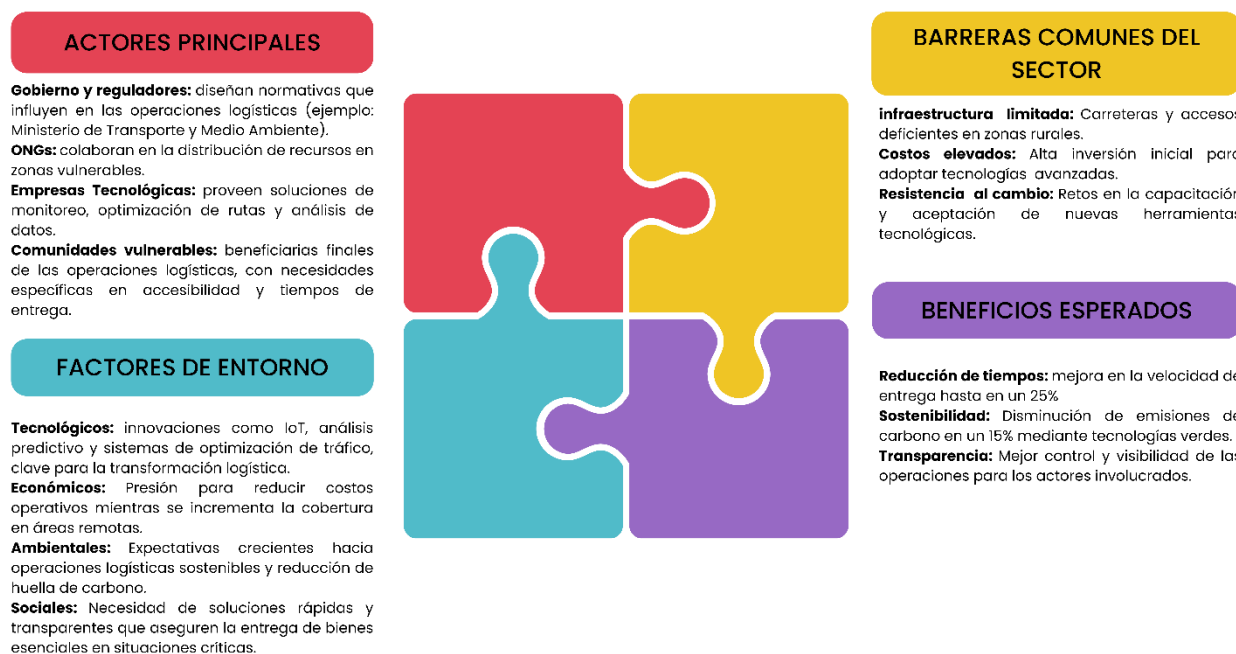 ACTORES PRINCIPALES
Gobierno y reguladores: diseñan normativas que
influyen en las operaciones logísticas (ejemplo:
Ministerio de Transporte y Medio Ambiente).
ONGs: colaboran en la distribución de recursos en
zonas vulnerables.
Empresas Tecnológicas: proveen soluciones de
monitoreo, optimización de rutas y análisis de
datos.
Comunidades vulnerables: beneficiarias finales
de las operaciones logísticas, con necesidades
específicas en accesibilidad y tiempos de
entrega.
FACTORES DE ENTORNO
Tecnológicos: innovaciones como IoT, análisis
predictivo y sistemas de optimización de tráfico,
clave para la transformación logística.
Económicos: Presión para reducir costos
operativos mientras se incrementa la cobertura
en áreas remotas.
Ambientales: Expectativas crecientes hacia
operaciones logísticas sostenibles y reducción de
huella de carbono.
Sociales: Necesidad de soluciones rápidas y
transparentes que aseguren la entrega de bienes
esenciales en situaciones críticas.
BARRERAS COMUNES DEL
SECTOR
infraestructura limitada: Carreteras y accesos
deficientes en zonas rurales.
Costos elevados: Alta inversión inicial para
adoptar tecnologías avanzadas.
Resistencia al cambio: Retos en la capacitación
y aceptación de nuevas herramientas
tecnológicas.
BENEFICIOS ESPERADOS
Reducción de tiempos: mejora en la velocidad de
entrega hasta en un 25%
Sostenibilidad: Disminución de emisiones de
carbono en un 15% mediante tecnologías verdes.
Transparencia: Mejor control y visibilidad de las
operaciones para los actores involucrados.